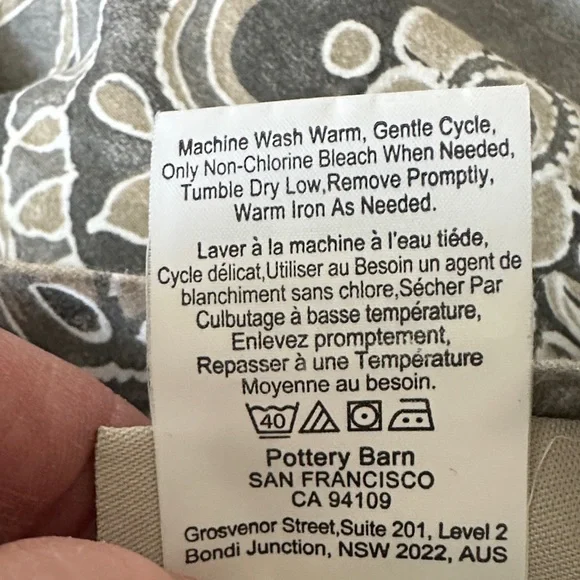 Machine Wash Warm, Gentle Cycle,
Only Non-Chlorine Bleach When Needed,
Tumble Dry Low,Remove Promptly,
Warm Iron As Needed.
Laver à la machine à l'eau tiéde,
Cycle délicat,Utiliser au Besoin un agent de
blanchiment sans chlore,Sécher Par
Culbutage à basse température,
Enlevez promptement,
Repasser à une Température
Moyenne au besoin.
40
Pottery Barn
SAN FRANCISCO
CA 94109
Grosvenor Street,Suite 201, Level 2
Bondi Junction, NSW 2022, AUS